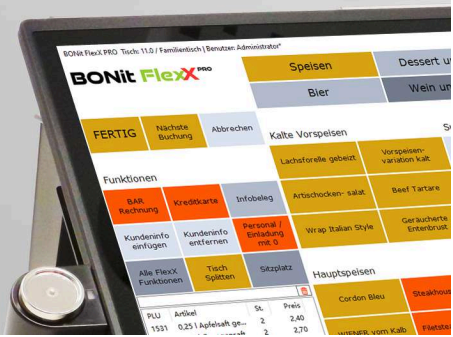 BONit FlexX PRO Tisch: 11.0 / Familientisch | Benutzer: Administrator*
BONit FlexX PRO
Speisen
Dessert u
Bier
Wein un
FERTIG
Nächste
Buchung
Abbrechen
Kalte Vorspeisen
S
Lachsforelle gebeizt
Vorspeisen-
variation kalt
Funktionen
BAR
Rechnung
Kreditkarte
Infobeleg
Artischocken- salat
Beef Tartare
Kundeninfo
einfügen
Kundeninfo
entfernen
Personal /
Einladung
mit 0
Wrap Italian Style
Geräucherte
Entenbrust
Alle FlexX
Funktionen
Tisch
Splitten
Sitzplatz
Hauptspeisen
Cordon Bleu
Steakhous
PLU Artikel St. Preis
1531 0,25 l Apfelsaft ge... 2 2,40
2 2,70
WIENER vom Kalb
Filetstea